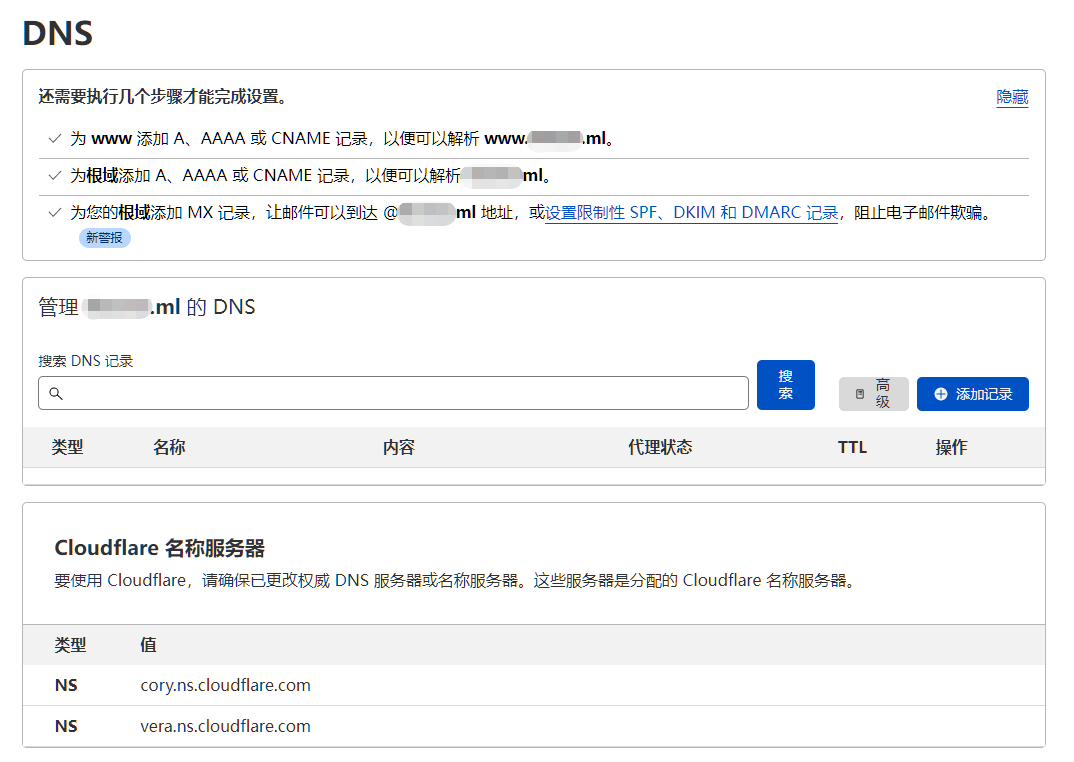 DNS
还需要执行几个步骤才能完成设置。
隐藏
为 www 添加 A、AAAA 或 CNAME 记录，以便可以解析 www. .ml。
为根域添加 A、AAAA 或 CNAME 记录，以便可以解析 ml。
为您的根域添加 MX 记录，让邮件可以到达 @ ml 地址，或设置限制性 SPF、DKIM 和 DMARC 记录，阻止电子邮件欺骗。
新警报
管理 .ml 的 DNS
搜索 DNS 记录
搜
索
高
级
添加记录
类型 名称 内容 代理状态 TTL 操作
Cloudflare 名称服务器
要使用 Cloudflare，请确保已更改权威 DNS 服务器或名称服务器。这些服务器是分配的 Cloudflare 名称服务器。
类型 值
NS cory.ns.cloudflare.com
NS vera.ns.cloudflare.com